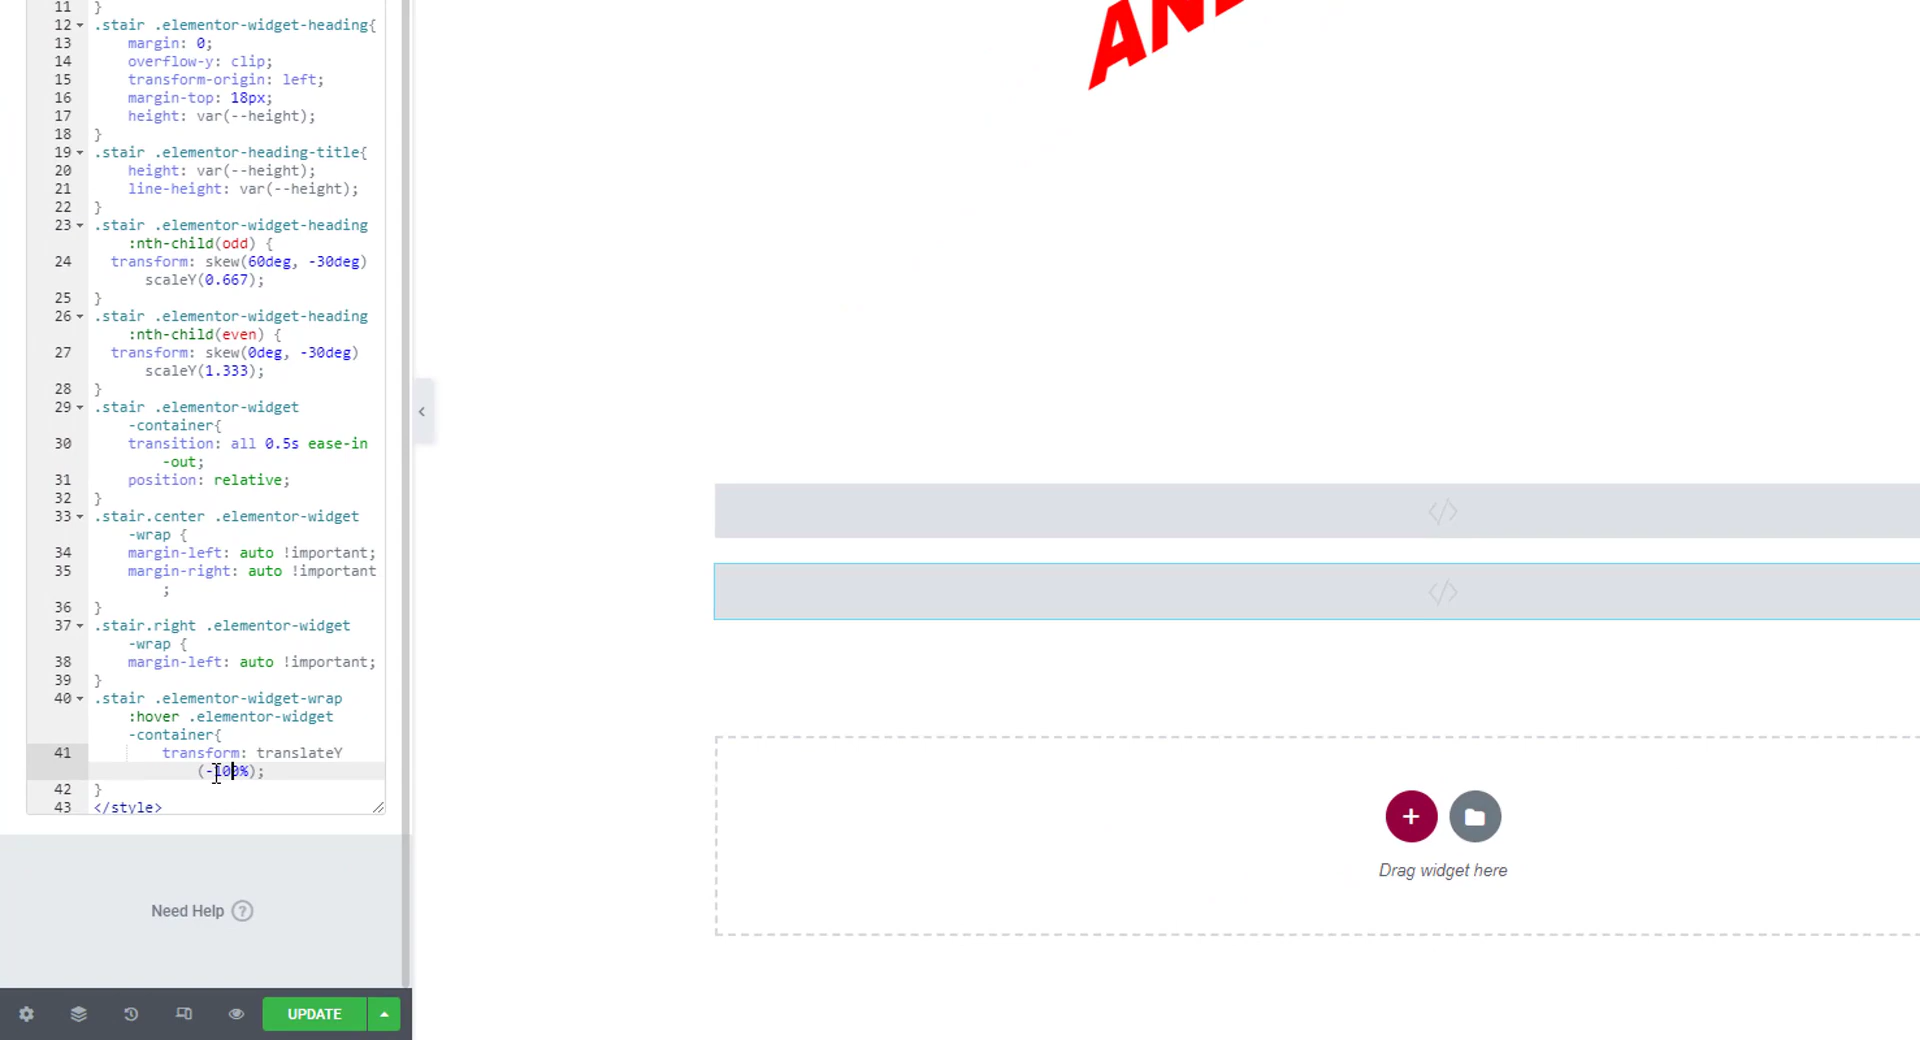 11 }
12 .stair .elementor-widget-heading{
13 margin: 0;
14 overflow-y: clip;
15 transform-origin: left;
16 margin-top: 18px;
17 height: var(--height);
18 }
19 .stair .elementor-heading-title{
20 height: var(--height);
21 line-height: var(--height);
22 }
23 .stair .elementor-widget-heading
:nth-child(odd) {
24 transform: skew(60deg, -30deg)
scaleY(0.667);
25 }
26 .stair .elementor-widget-heading
:nth-child(even) {
27 transform: skew(0deg, -30deg)
scaleY(1.333);
28 }
29 .stair .elementor-widget
-container{
30 transition: all 0.5s ease-in
-out;
31 position: relative;
32 }
33 .stair.center .elementor-widget
-wrap {
34 margin-left: auto !important;
35 margin-right: auto !important
;
36 }
37 .stair.right .elementor-widget
-wrap {
38 margin-left: auto !important;
39 }
40 .stair .elementor-widget-wrap
:hover .elementor-widget
-container{
41 transform: translateY
(-100%);
42 }
43 </style>
Need Help ?
UPDATE
</>
</>
Drag widget here